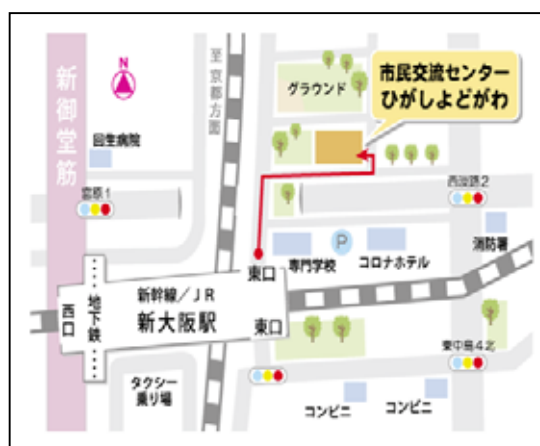 N
至京都方面
新御堂筋
グラウンド
市民交流センター
ひがしよどがわ
回生病院
宮原1
西淡路2
P
専門学校
コロナホテル
消防署
東口
新幹線/JR
新大阪駅
地下鉄
西口
東口
東中島4北
タクシー
乗り場
コンビニ
コンビニ